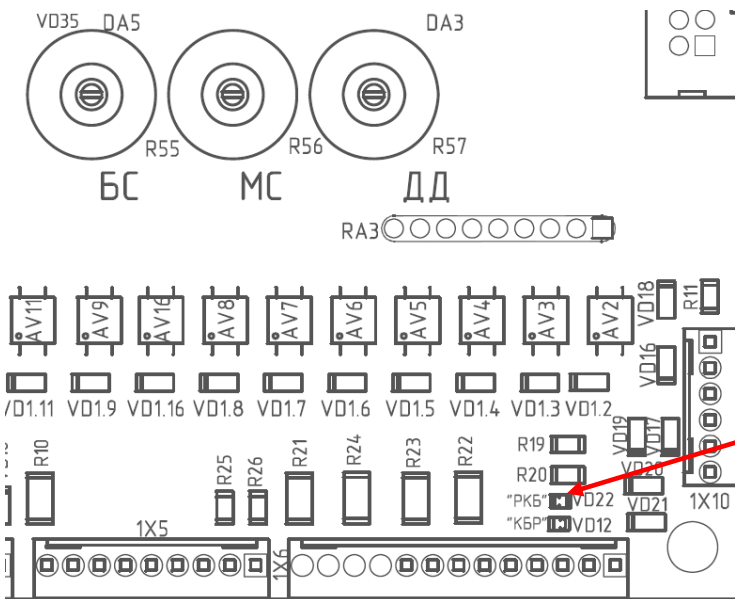 VD35 DA5 DA3
R55 R56 R57
БС МС ДД
RA3
AV11 AV9 AV16 AV8 AV7 AV6 AV5 AV4 AV3 AV2 VD18 R11
VD16
VD1.11 VD1.9 VD1.16 VD1.8 VD1.7 VD1.6 VD1.5 VD1.4 VD1.3 VD1.2
R10 R25 R26 R21 R24 R23 R22 R19 VD19 VD17
R20 VD20
"РКБ" VD22 VD21 1X10
"КБР" VD12
1X5 1X6